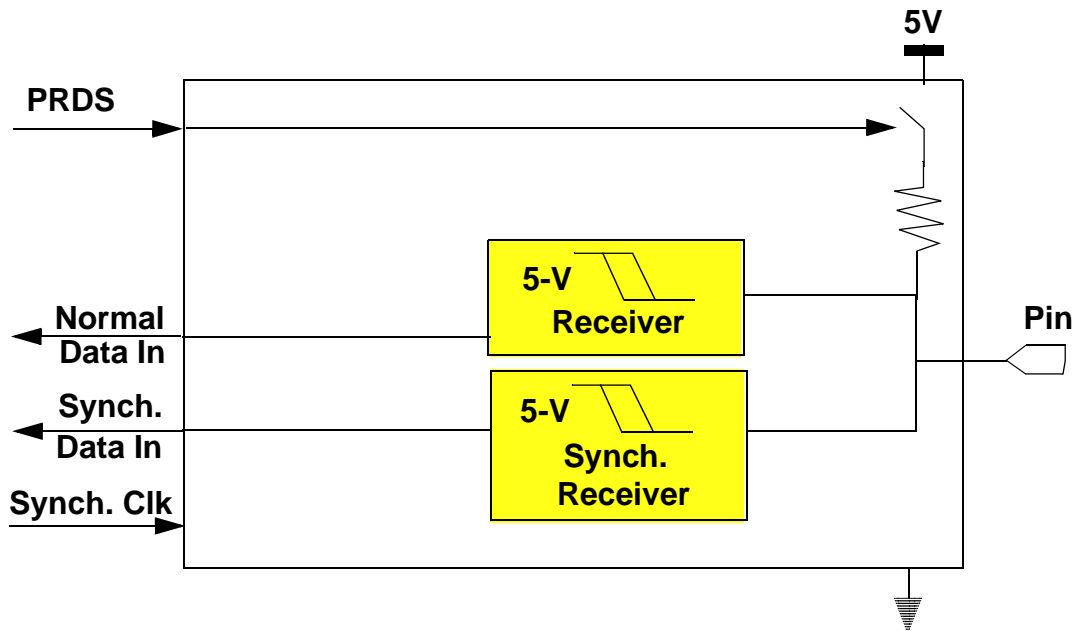 5V
PRDS
5-V
Receiver
Normal
Data In
Pin
Synch.
Data In
5-V
Synch.
Receiver
Synch. Clk